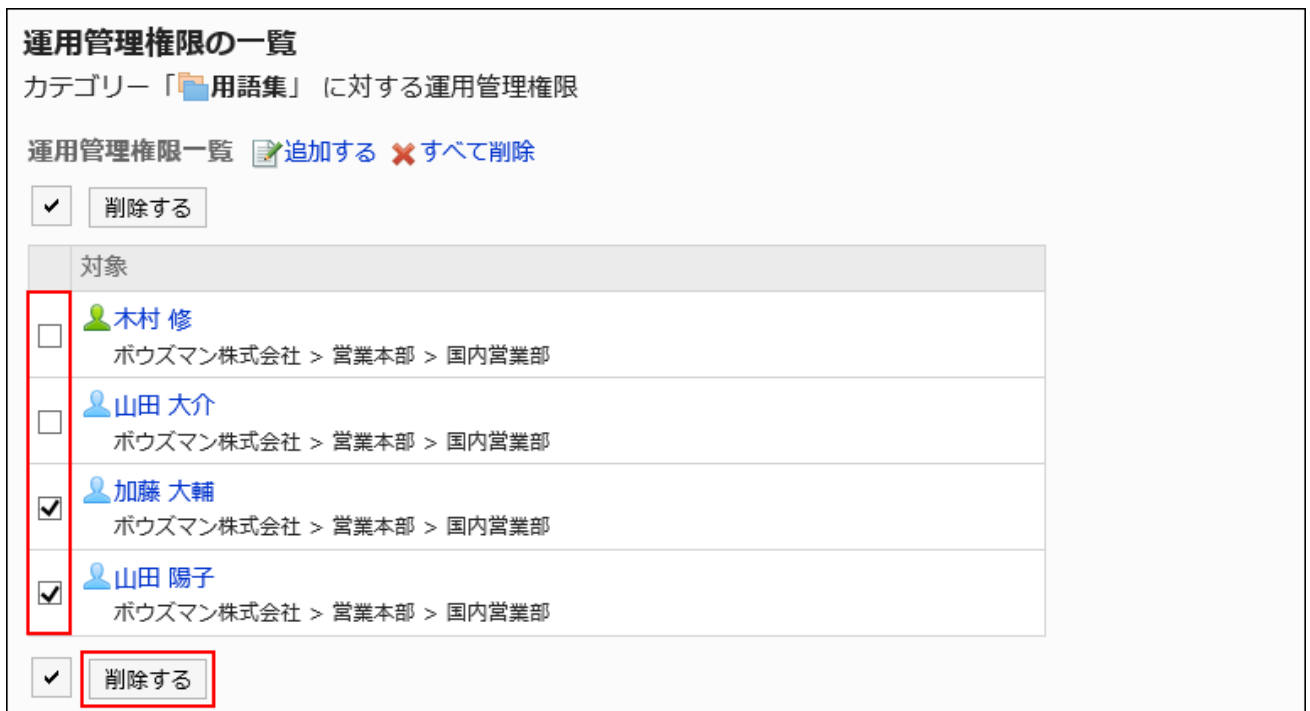 運用管理権限の一覧
カテゴリー「用語集」 に対する運用管理権限
運用管理権限一覧 追加する すべて削除
削除する
対象
木村 修
ボウズマン株式会社 > 営業本部 > 国内営業部
山田 大介
ボウズマン株式会社 > 営業本部 > 国内営業部
加藤 大輔
ボウズマン株式会社 > 営業本部 > 国内営業部
山田 陽子
ボウズマン株式会社 > 営業本部 > 国内営業部
削除する